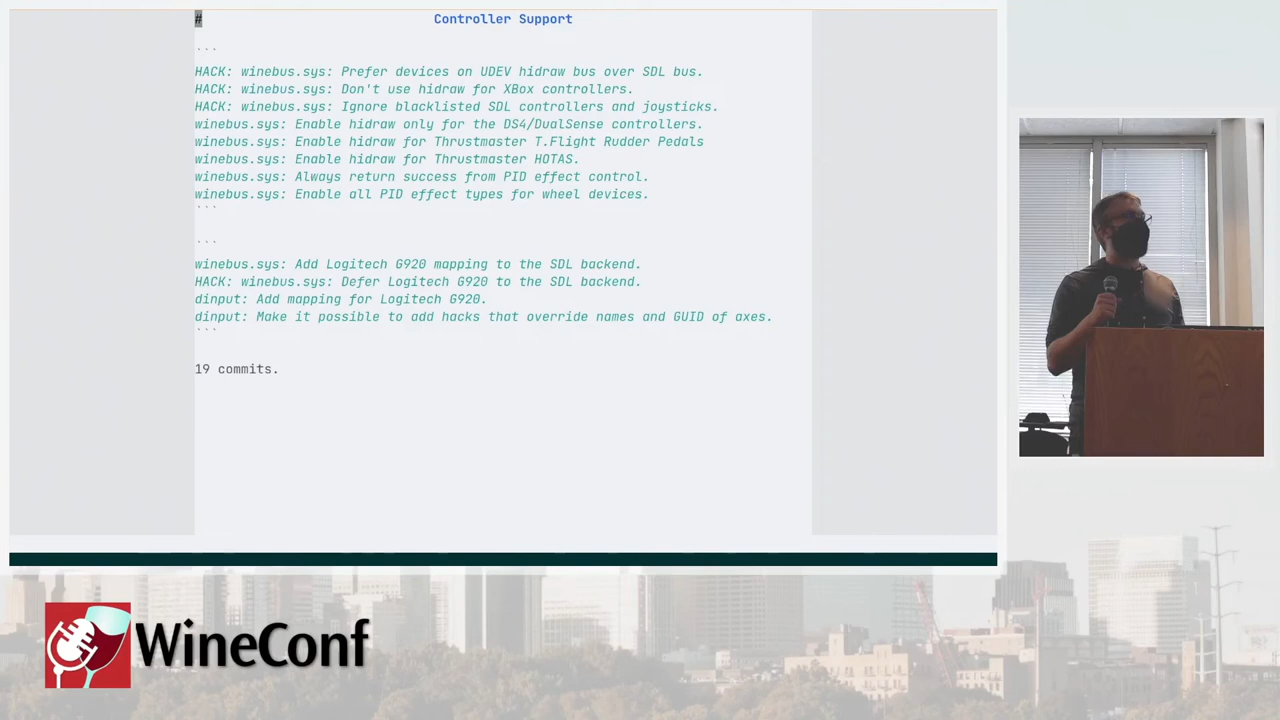 # Controller Support
```
HACK: winebus.sys: Prefer devices on UDEV hidraw bus over SDL bus.
HACK: winebus.sys: Don't use hidraw for XBox controllers.
HACK: winebus.sys: Ignore blacklisted SDL controllers and joysticks.
winebus.sys: Enable hidraw only for the DS4/DualSense controllers.
winebus.sys: Enable hidraw for Thrustmaster T.Flight Rudder Pedals
winebus.sys: Enable hidraw for Thrustmaster HOTAS.
winebus.sys: Always return success from PID effect control.
winebus.sys: Enable all PID effect types for wheel devices.
```
```
winebus.sys: Add Logitech G920 mapping to the SDL backend.
HACK: winebus.sys: Defer Logitech G920 to the SDL backend.
dinput: Add mapping for Logitech G920.
dinput: Make it possible to add hacks that override names and GUID of axes.
```
19 commits.
WineConf